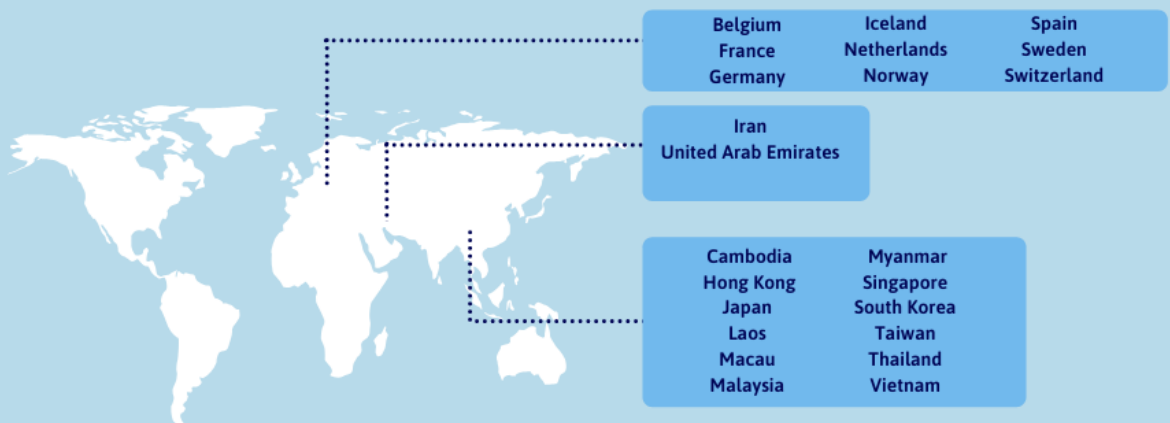 Belgium
France
Germany
Iceland
Netherlands
Norway
Spain
Sweden
Switzerland
Iran
United Arab Emirates
Cambodia
Hong Kong
Japan
Laos
Macau
Malaysia
Myanmar
Singapore
South Korea
Taiwan
Thailand
Vietnam